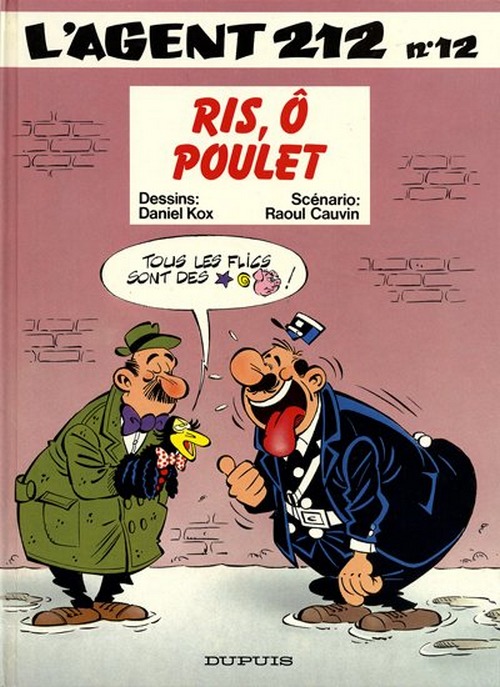 L'AGENT 212 n°12
RIS, Ô
POULET
Dessins:
Daniel Kox
Scénario:
Raoul Cauvin
TOUS LES FLICS
SONT DES !
DUPUIS